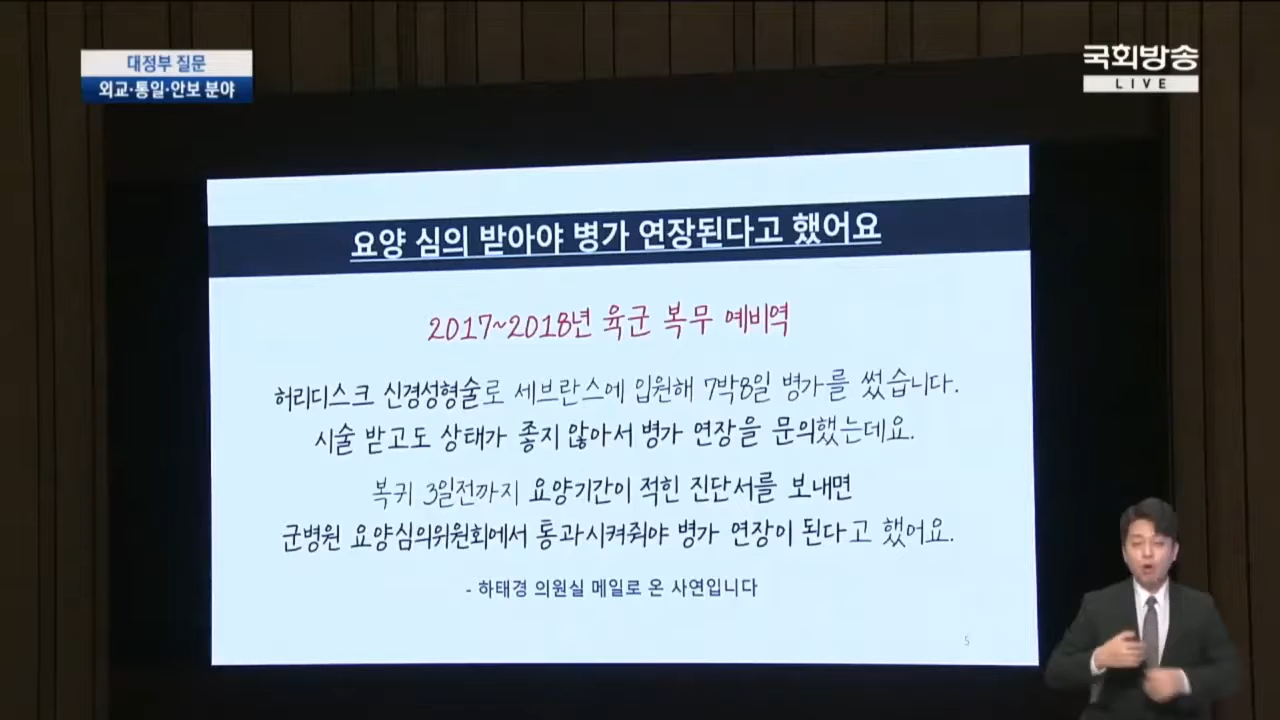 대정부 질문
외교·통일·안보 분야
국회방송
LIVE
요양 심의 받아야 병가 연장된다고 했어요
2017~2018년 육군 복무 예비역
허리디스크 신경성형술로 세브란스에 입원해 7박8일 병가를 썼습니다.
시술 받고도 상태가 좋지 않아서 병가 연장을 문의했는데요.
복귀 3일전까지 요양기간이 적힌 진단서를 보내면
군병원 요양심의위원회에서 통과시켜줘야 병가 연장이 된다고 했어요.
- 하태경 의원실 메일로 온 사연입니다
5